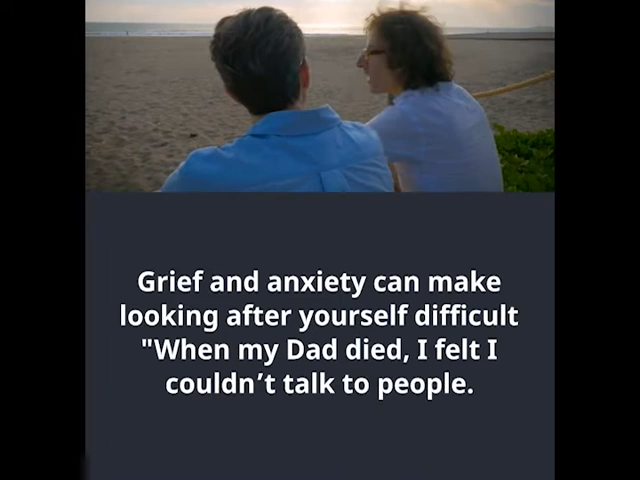 Grief and anxiety can make
looking after yourself difficult
"When my Dad died, I felt I
couldn’t talk to people.